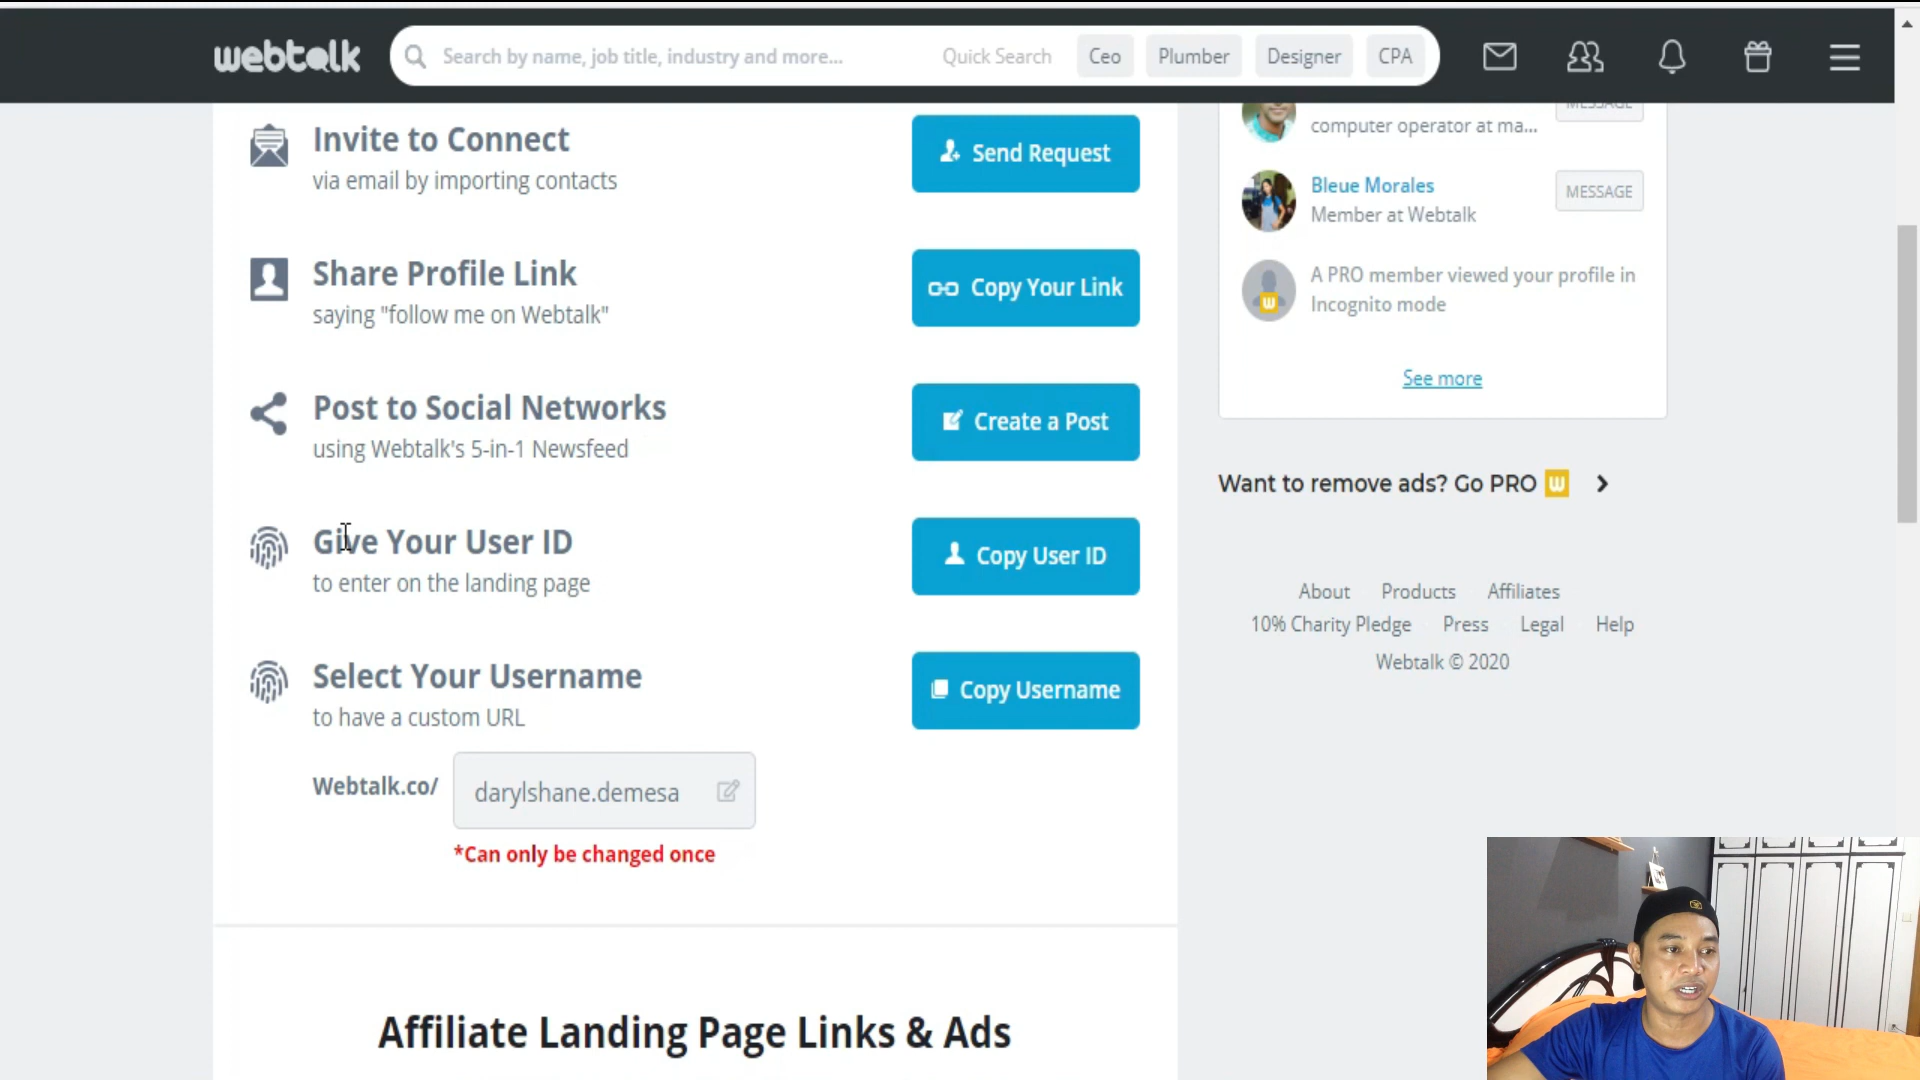 webtalk
Search by name, job title, industry and more...
Quick Search
Ceo
Plumber
Designer
CPA
Invite to Connect
via email by importing contacts
Send Request
Share Profile Link
saying "follow me on Webtalk"
Copy Your Link
Post to Social Networks
using Webtalk's 5-in-1 Newsfeed
Create a Post
Give Your User ID
to enter on the landing page
Copy User ID
Select Your Username
to have a custom URL
Copy Username
Webtalk.co/
darylshane.demesa
*Can only be changed once
Affiliate Landing Page Links & Ads
MESSAGE
computer operator at ma...
Bleue Morales
Member at Webtalk
MESSAGE
A PRO member viewed your profile in
Incognito mode
See more
Want to remove ads? Go PRO w
About Products Affiliates
10% Charity Pledge Press Legal Help
Webtalk © 2020